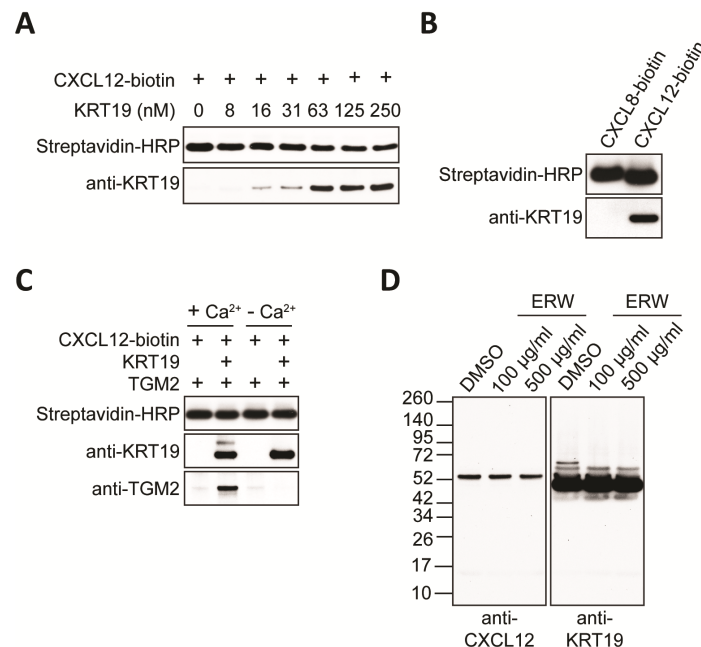 A
CXCL12-biotin + + + + + + +
KRT19 (nM) 0 8 16 31 63 125 250
Streptavidin-HRP
anti-KRT19
B
CXCL8-biotin
CXCL12-biotin
Streptavidin-HRP
anti-KRT19
C
+ Ca²⁺ - Ca²⁺
CXCL12-biotin + + + +
KRT19 + +
TGM2 + + + +
Streptavidin-HRP
anti-KRT19
anti-TGM2
D
ERW ERW
DMSO 100 µg/ml 500 µg/ml DMSO 100 µg/ml 500 µg/ml
260
140
95
72
52
42
34
26
17
10
anti- anti-
CXCL12 KRT19